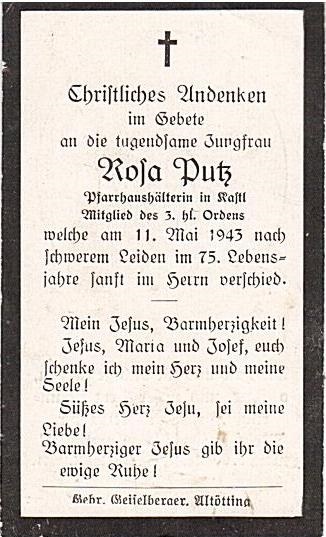 Christliches Andenken
im Gebete
an die tugendsame Jungfrau
Rosa Putz
Pfarrhaushälterin in Kastl
Mitglied des 3. hl. Ordens
welche am 11. Mai 1943 nach
schwerem Leiden im 75. Lebens-
jahre sanft im Herrn verschied.
Mein Jesus, Barmherzigkeit!
Jesus, Maria und Josef, euch
schenke ich mein Herz und meine
Seele!
Süßes Herz Jesu, sei meine
Liebe!
Barmherziger Jesus gib ihr die
ewige Ruhe!
Gebr. Geiselberger, Altötting